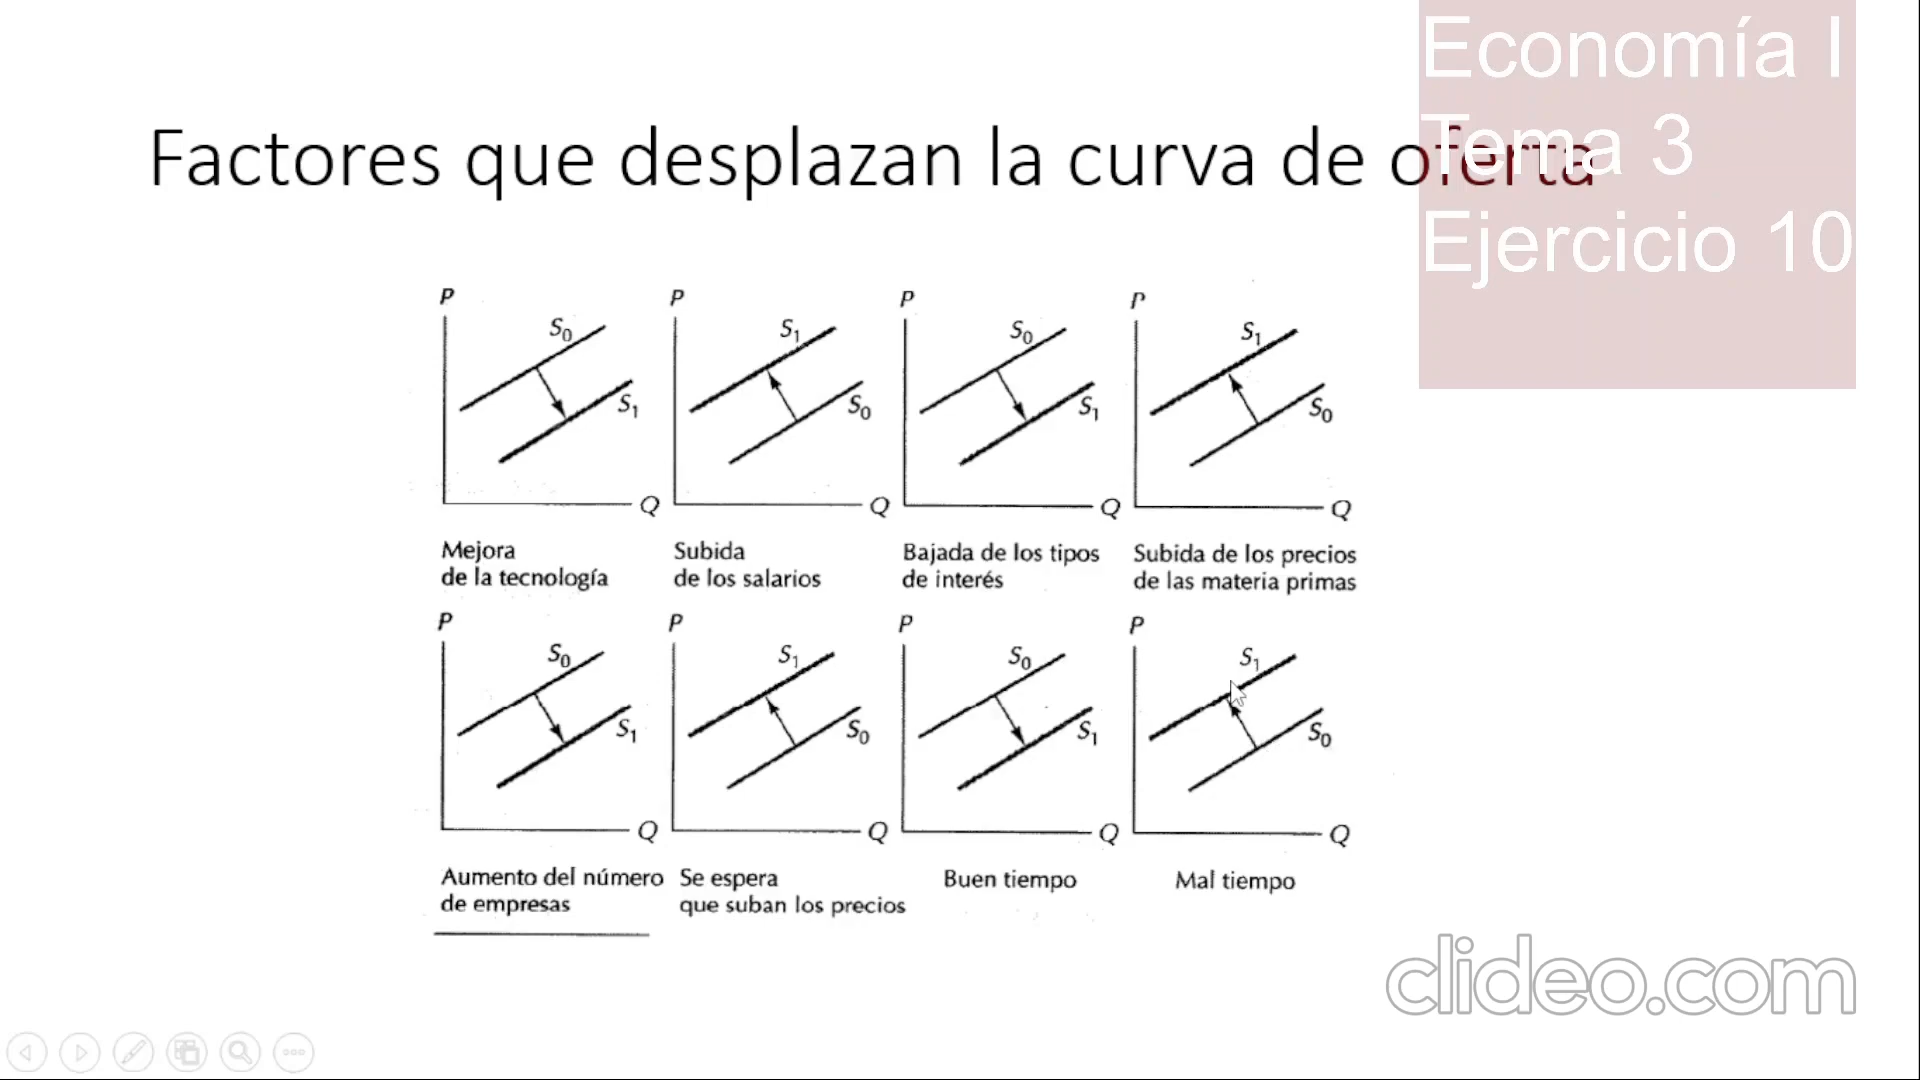 Economía I
Tema 3
Ejercicio 10
Factores que desplazan la curva de oferta
P
S0
S1
Q
P
S1
S0
Q
P
S0
S1
Q
P
S1
S0
Q
Mejora
de la tecnología
Subida
de los salarios
Bajada de los tipos
de interés
Subida de los precios
de las materia primas
P
S0
S1
Q
P
S1
S0
Q
P
S0
S1
Q
P
S1
S0
Q
Aumento del número
de empresas
Se espera
que suban los precios
Buen tiempo
Mal tiempo
clideo.com